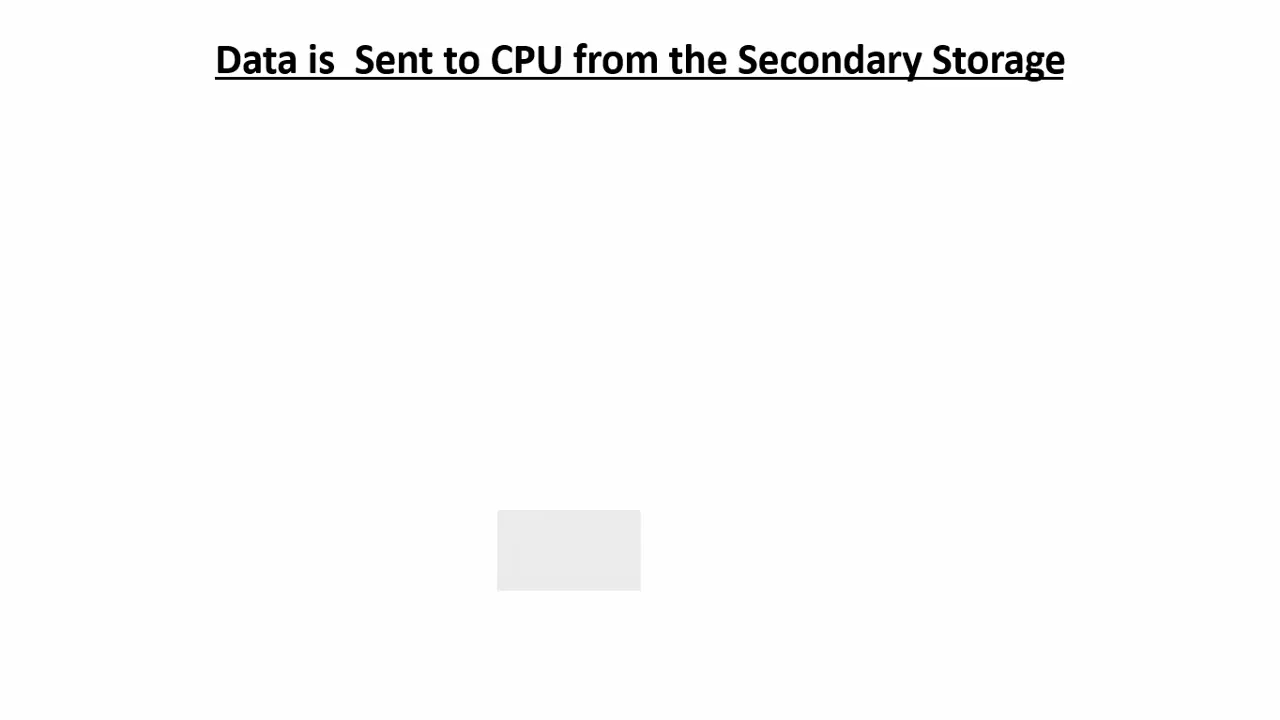 Data is  Sent to CPU from the Secondary Storage